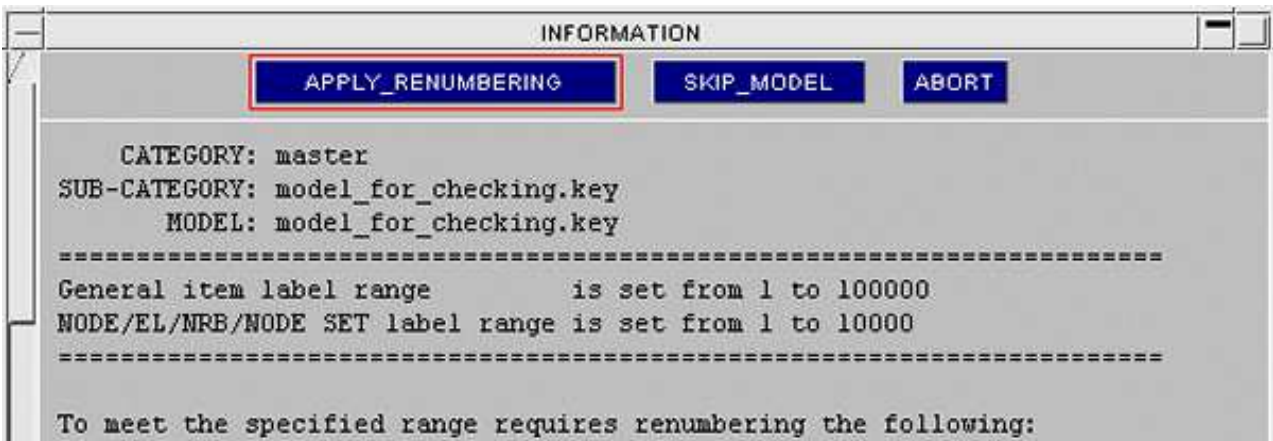 INFORMATION
APPLY_RENUMBERING SKIP_MODEL ABORT
CATEGORY: master
SUB-CATEGORY: model_for_checking.key
MODEL: model_for_checking.key
=======================================================================
General item label range is set from 1 to 100000
NODE/EL/NRB/NODE SET label range is set from 1 to 10000
=======================================================================
To meet the specified range requires renumbering the following: